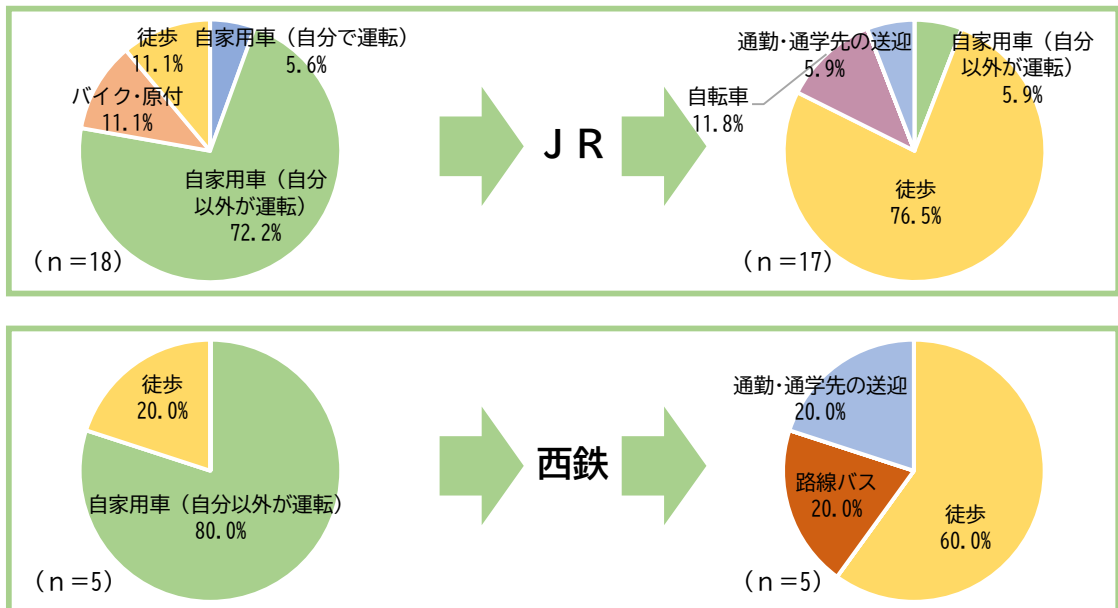 徒歩
11.1%
自家用車（自分で運転）
5.6%
バイク・原付
11.1%
自家用車（自分
以外が運転）
72.2%
（ｎ＝18）
ＪＲ
通勤・通学先の送迎
5.9%
自家用車（自分
以外が運転）
5.9%
自転車
11.8%
徒歩
76.5%
（ｎ＝17）
徒歩
20.0%
自家用車（自分以外が運転）
80.0%
（ｎ＝5）
西鉄
通勤・通学先の送迎
20.0%
路線バス
20.0%
徒歩
60.0%
（ｎ＝5）